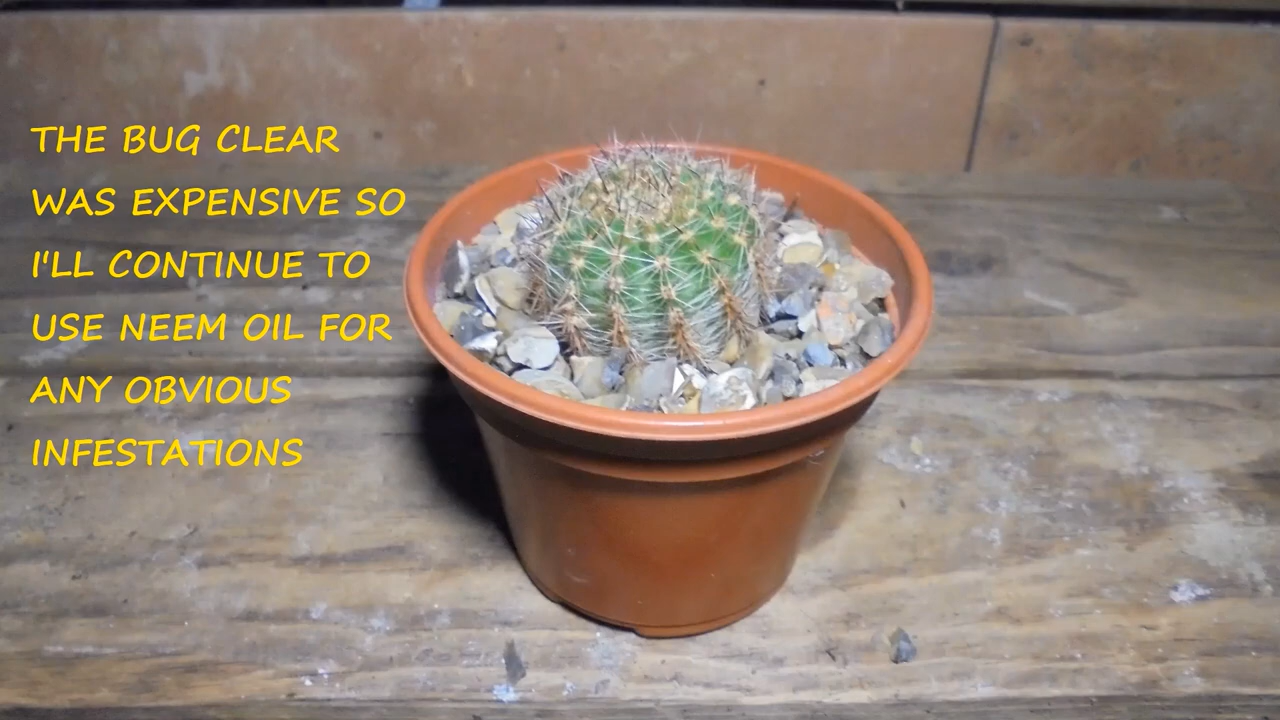 THE BUG CLEAR
WAS EXPENSIVE SO
I'LL CONTINUE TO
USE NEEM OIL FOR
ANY OBVIOUS
INFESTATIONS